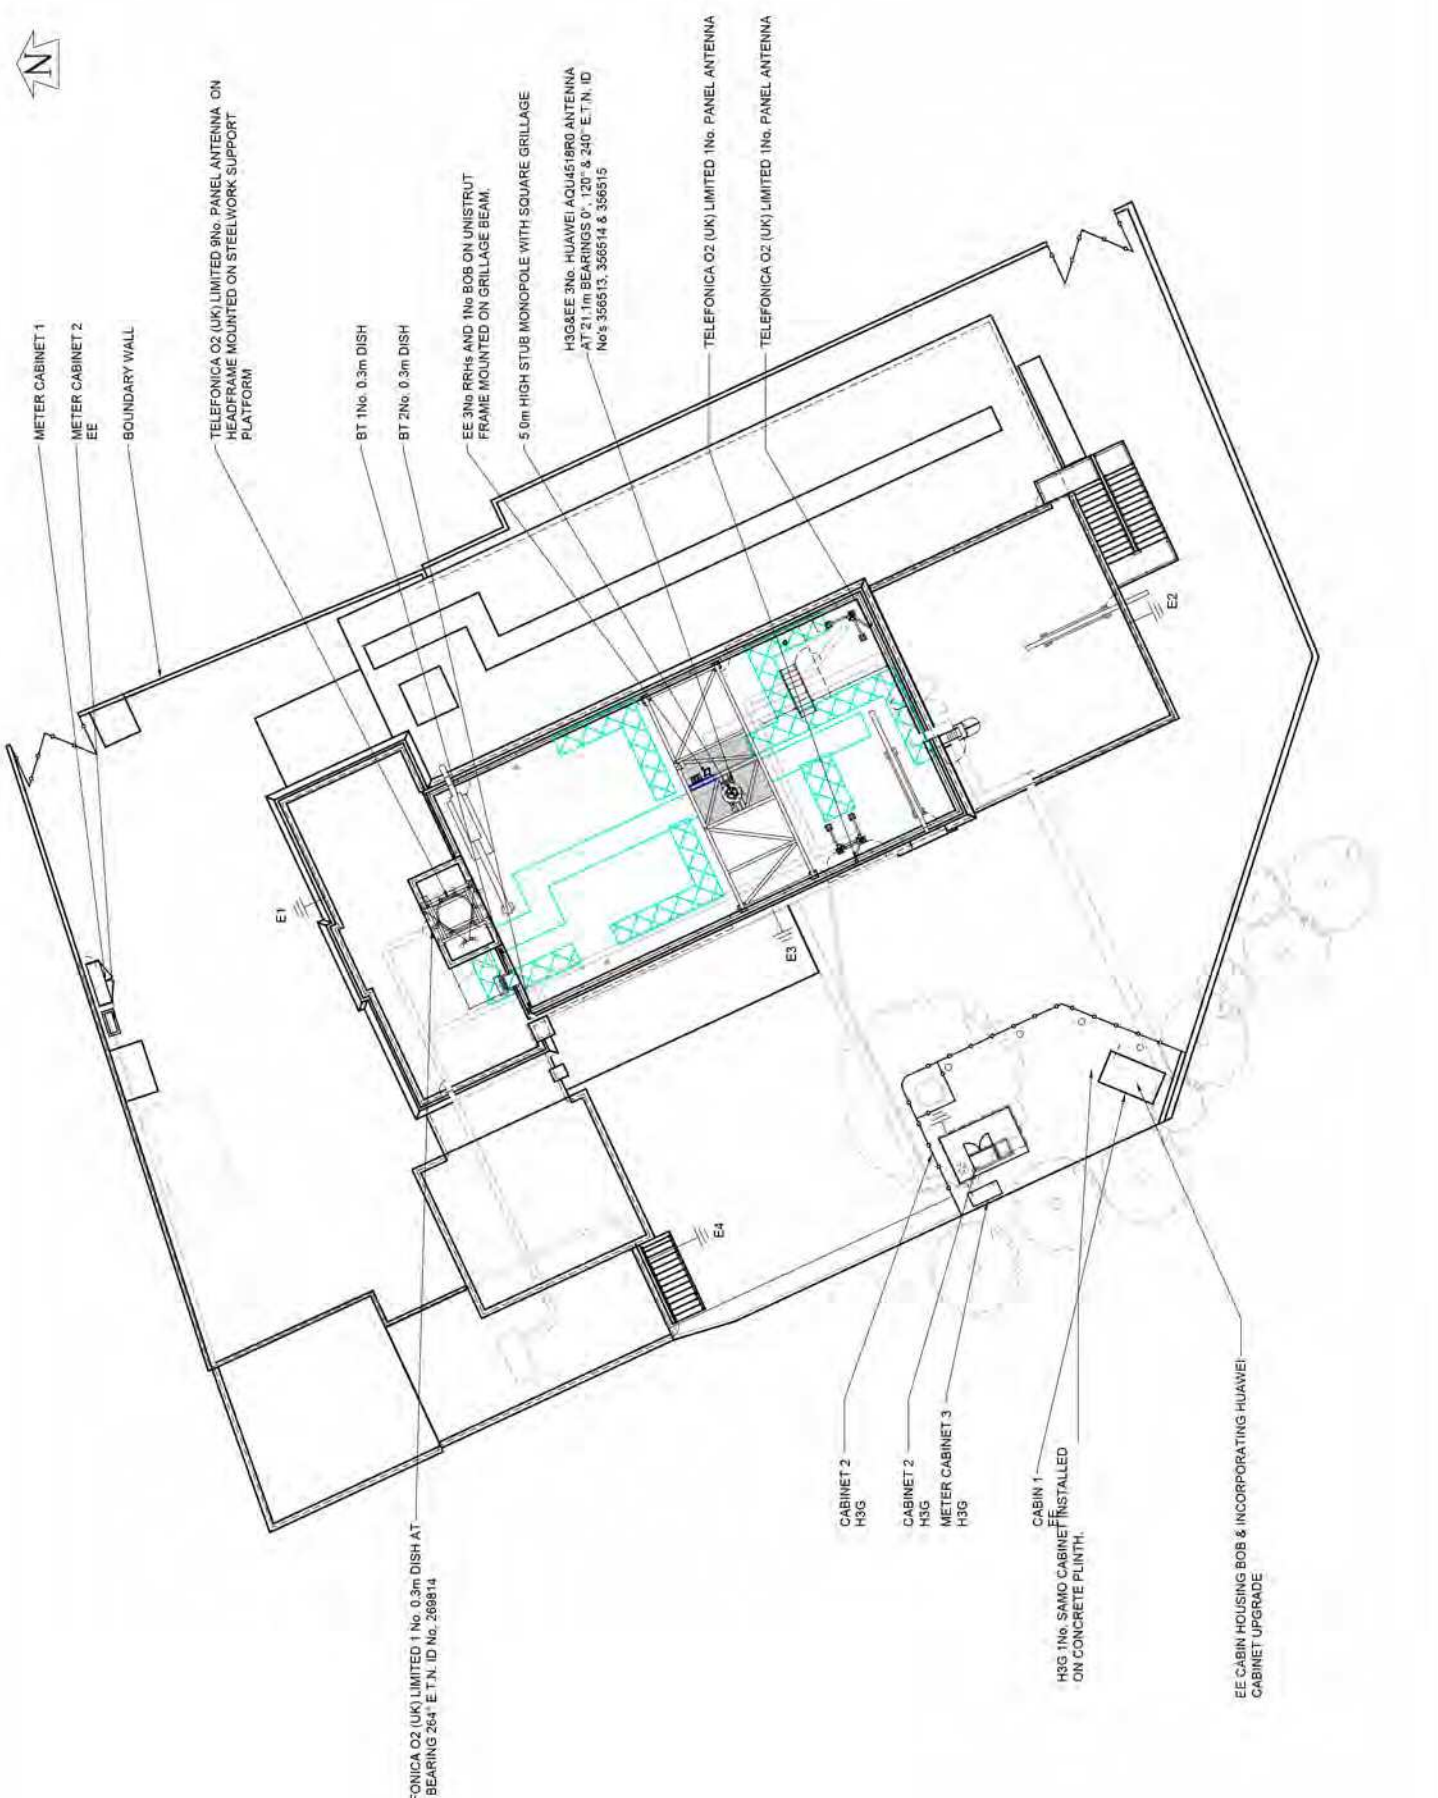 N
METER CABINET 1
METER CABINET 2
EE
BOUNDARY WALL
TELEFONICA O2 (UK) LIMITED 9No. PANEL ANTENNA ON
HEADFRAME MOUNTED ON STEELWORK SUPPORT
PLATFORM
BT 1No. 0.3m DISH
BT 2No. 0.3m DISH
EE 3No RRHs AND 1No BOB ON UNISTRUT
FRAME MOUNTED ON GRILLAGE BEAM.
5.0m HIGH STUB MONOPOLE WITH SQUARE GRILLAGE
H3G&EE 3No. HUAWEI AQU4518R0 ANTENNA
AT 21.1m BEARINGS 0°, 120° & 240° E.T.N. ID
No's 356513, 356514 & 356515
TELEFONICA O2 (UK) LIMITED 1No. PANEL ANTENNA
TELEFONICA O2 (UK) LIMITED 1No. PANEL ANTENNA
E1
E2
E3
E4
FONICA O2 (UK) LIMITED 1 No. 0.3m DISH AT
BEARING 264° E.T.N. ID No. 269814
CABINET 2
H3G
CABINET 2
H3G
METER CABINET 3
H3G
CABIN 1
EE
H3G 1No. SAMO CABINET INSTALLED
ON CONCRETE PLINTH.
EE CABIN HOUSING BOB & INCORPORATING HUAWEI
CABINET UPGRADE